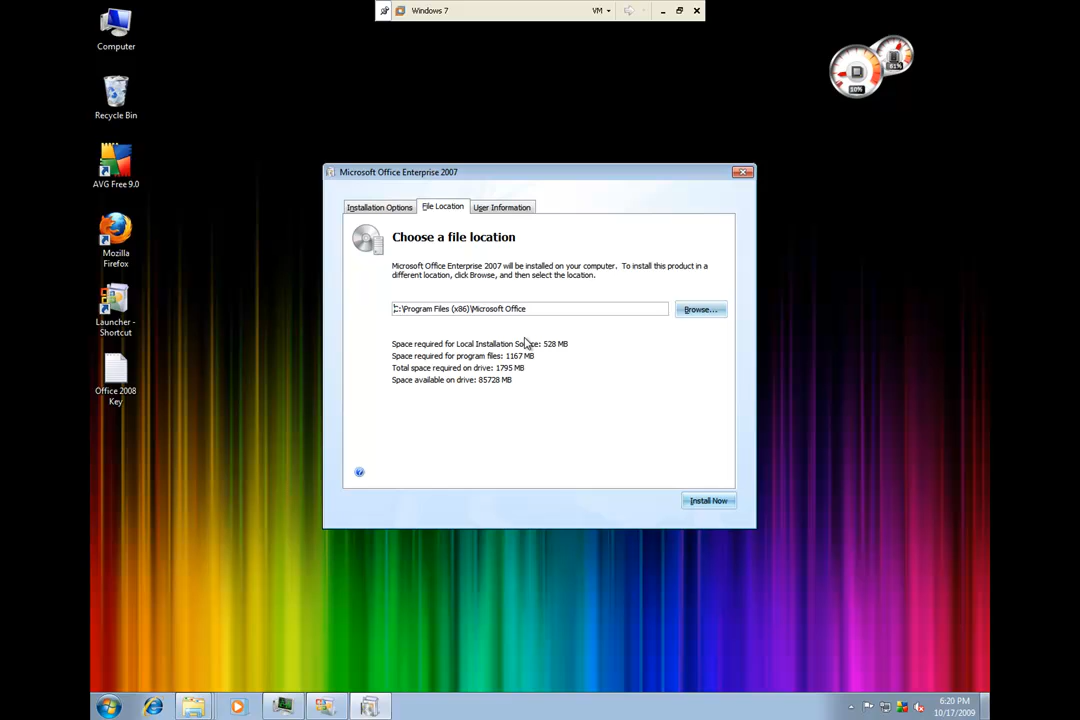 Windows 7
VM
Computer
Recycle Bin
AVG Free 9.0
Mozilla
Firefox
Launcher -
Shortcut
Office 2008
Key
10%
61%
Microsoft Office Enterprise 2007
Installation Options
File Location
User Information
Choose a file location
Microsoft Office Enterprise 2007 will be installed on your computer. To install this product in a
different location, click Browse, and then select the location.
:\Program Files (x86)\Microsoft Office
Browse...
Space required for Local Installation Source: 528 MB
Space required for program files: 1167 MB
Total space required on drive: 1795 MB
Space available on drive: 85728 MB
Install Now
6:20 PM
10/17/2009